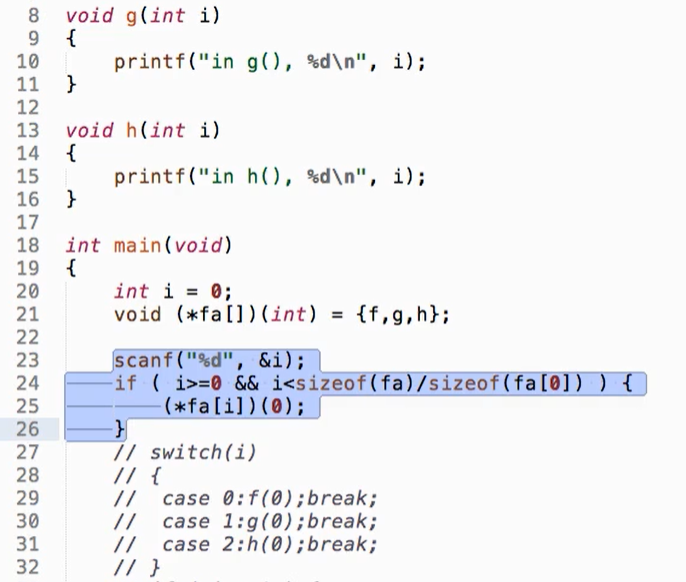 8 void g(int i)
9 {
10     printf("in g(), %d\n", i);
11 }
12
13 void h(int i)
14 {
15     printf("in h(), %d\n", i);
16 }
17
18 int main(void)
19 {
20     int i = 0;
21     void (*fa[])(int) = {f,g,h};
22
23     scanf("%d", &i);
24     if ( i>=0 && i<sizeof(fa)/sizeof(fa[0]) ) {
25         (*fa[i])(0);
26     }
27     // switch(i)
28     // {
29     //  case 0:f(0);break;
30     //  case 1:g(0);break;
31     //  case 2:h(0);break;
32     // }